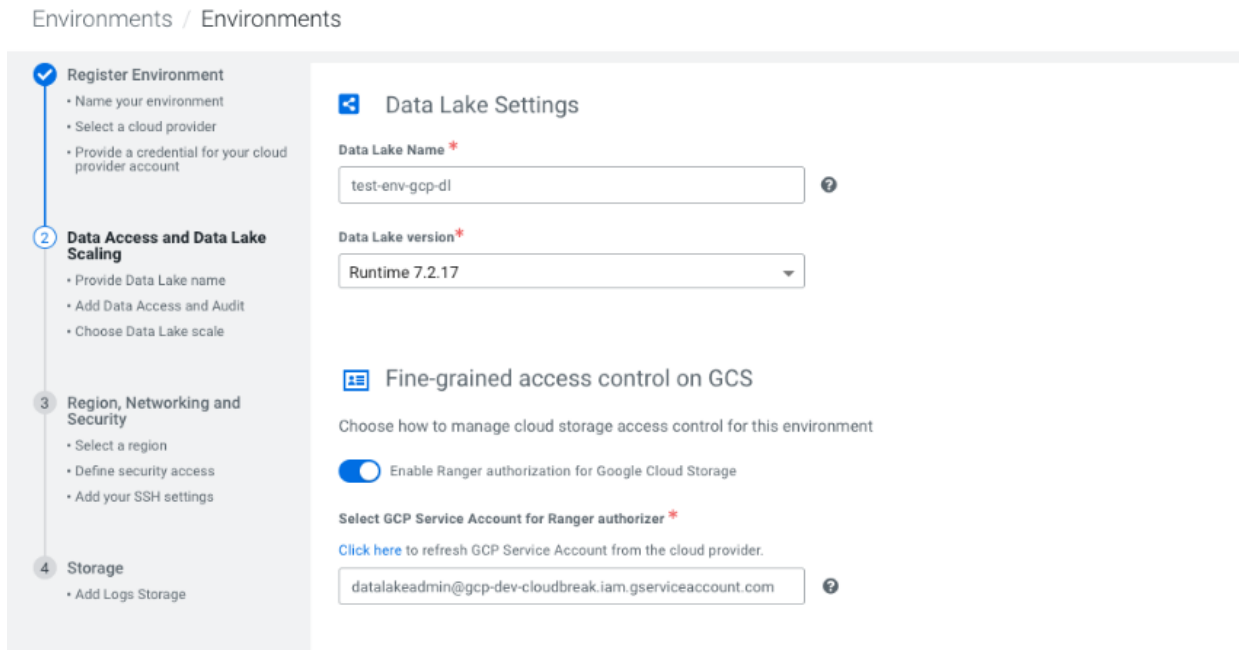 Environments / Environments
Register Environment
• Name your environment
• Select a cloud provider
• Provide a credential for your cloud
provider account
2
Data Access and Data Lake
Scaling
• Provide Data Lake name
• Add Data Access and Audit
• Choose Data Lake scale
3
Region, Networking and
Security
• Select a region
• Define security access
• Add your SSH settings
4
Storage
• Add Logs Storage
Data Lake Settings
Data Lake Name *
test-env-gcp-dl
?
Data Lake version*
Runtime 7.2.17
Fine-grained access control on GCS
Choose how to manage cloud storage access control for this environment
Enable Ranger authorization for Google Cloud Storage
Select GCP Service Account for Ranger authorizer *
Click here to refresh GCP Service Account from the cloud provider.
datalakeadmin@gcp-dev-cloudbreak.iam.gserviceaccount.com
?